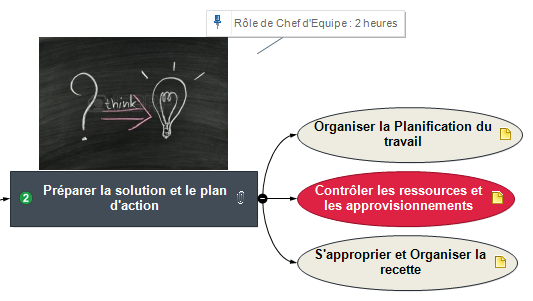 Rôle de Chef d'Equipe : 2 heures
?
think
Organiser la Planification du
travail
2
Préparer la solution et le plan
d'action
Contrôler les ressources et
les approvisionnements
S'approprier et Organiser la
recette